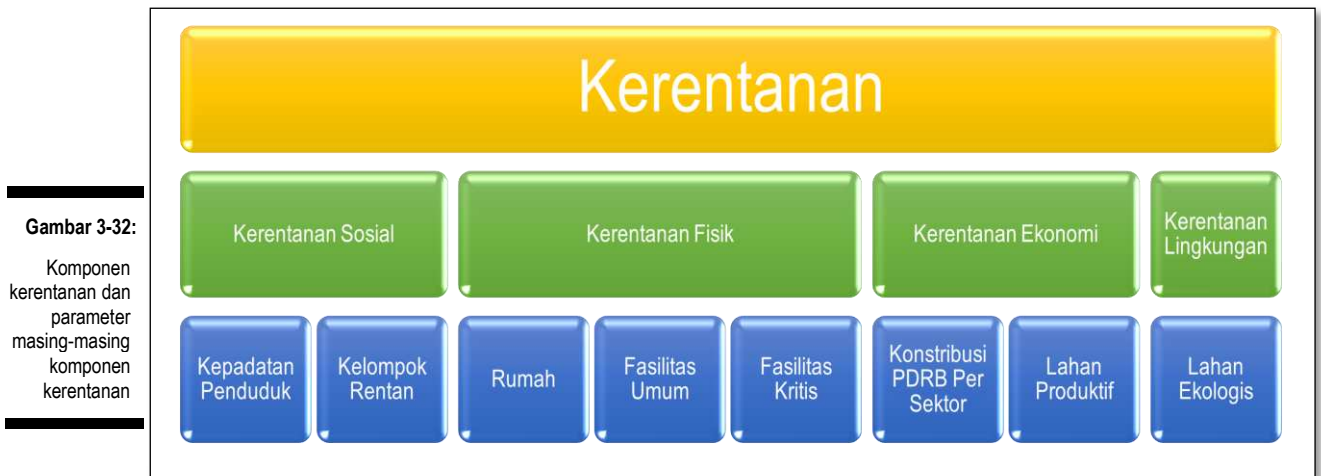 Kerentanan
Gambar 3-32:
Komponen
kerentanan dan
parameter
masing-masing
komponen
kerentanan
Kerentanan Sosial
Kerentanan Fisik
Kerentanan Ekonomi
Kerentanan
Lingkungan
Kepadatan
Penduduk
Kelompok
Rentan
Rumah
Fasilitas
Umum
Fasilitas
Kritis
Konstribusi
PDRB Per
Sektor
Lahan
Produktif
Lahan
Ekologis